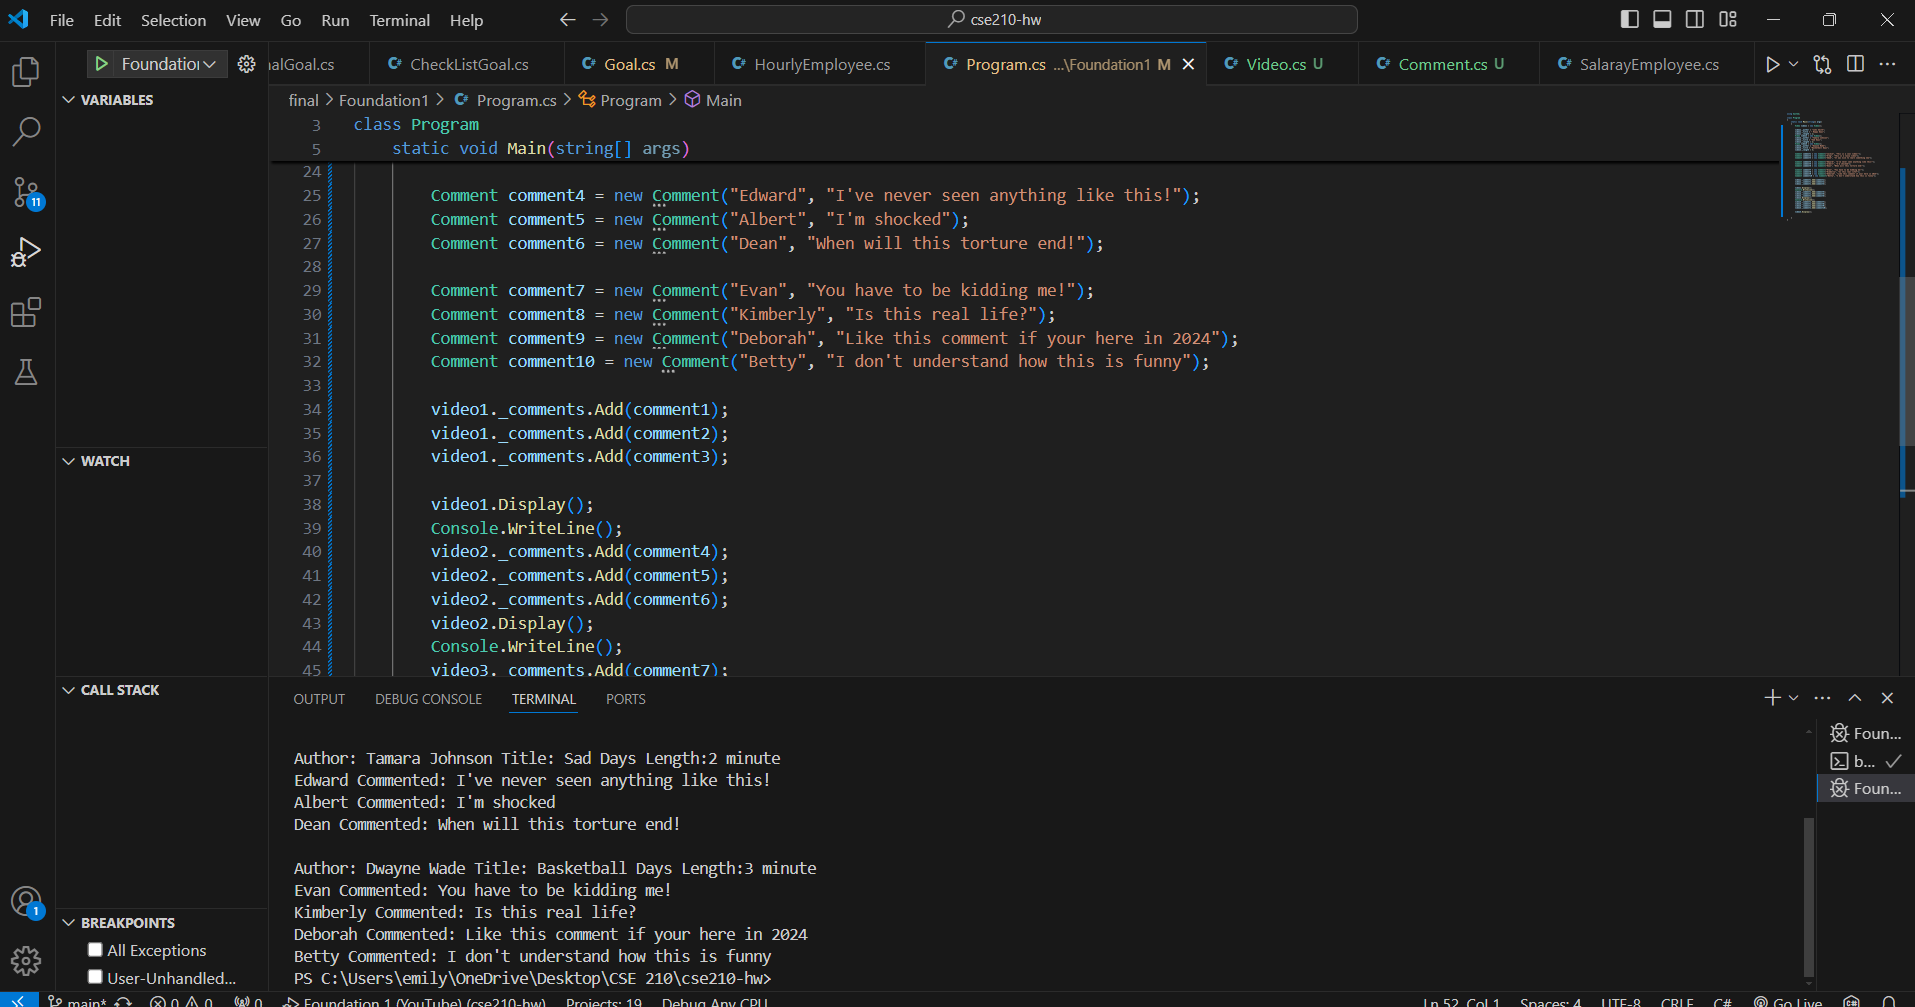 File Edit Selection View Go Run Terminal Help
cse210-hw
Foundatio
alGoal.cs
CheckListGoal.cs
Goal.cs M
HourlyEmployee.cs
Program.cs ...\Foundation1 M
Video.cs U
Comment.cs U
SalarayEmployee.cs
VARIABLES
final > Foundation1 > Program.cs > Program > Main
3 class Program
5 static void Main(string[] args)
24
25 Comment comment4 = new Comment("Edward", "I've never seen anything like this!");
26 Comment comment5 = new Comment("Albert", "I'm shocked");
27 Comment comment6 = new Comment("Dean", "When will this torture end!");
28
29 Comment comment7 = new Comment("Evan", "You have to be kidding me!");
30 Comment comment8 = new Comment("Kimberly", "Is this real life?");
31 Comment comment9 = new Comment("Deborah", "Like this comment if your here in 2024");
32 Comment comment10 = new Comment("Betty", "I don't understand how this is funny");
33
34 video1._comments.Add(comment1);
35 video1._comments.Add(comment2);
36 video1._comments.Add(comment3);
37
38 video1.Display();
39 Console.WriteLine();
40 video2._comments.Add(comment4);
41 video2._comments.Add(comment5);
42 video2._comments.Add(comment6);
43 video2.Display();
44 Console.WriteLine();
45 video3._comments.Add(comment7);
11
WATCH
CALL STACK
BREAKPOINTS
All Exceptions
User-Unhandled...
1
OUTPUT DEBUG CONSOLE TERMINAL PORTS
Author: Tamara Johnson Title: Sad Days Length:2 minute
Edward Commented: I've never seen anything like this!
Albert Commented: I'm shocked
Dean Commented: When will this torture end!
Author: Dwayne Wade Title: Basketball Days Length:3 minute
Evan Commented: You have to be kidding me!
Kimberly Commented: Is this real life?
Deborah Commented: Like this comment if your here in 2024
Betty Commented: I don't understand how this is funny
PS C:\Users\emily\OneDrive\Desktop\CSE 210\cse210-hw>
Foun...
b...
Foun...
main* 0 0 0 Foundation 1 (YouTube) (cse210-hw) Projects: 19 Debug Any CPU
Ln 52, Col 1 Spaces: 4 UTF-8 CRLF C# Go Live